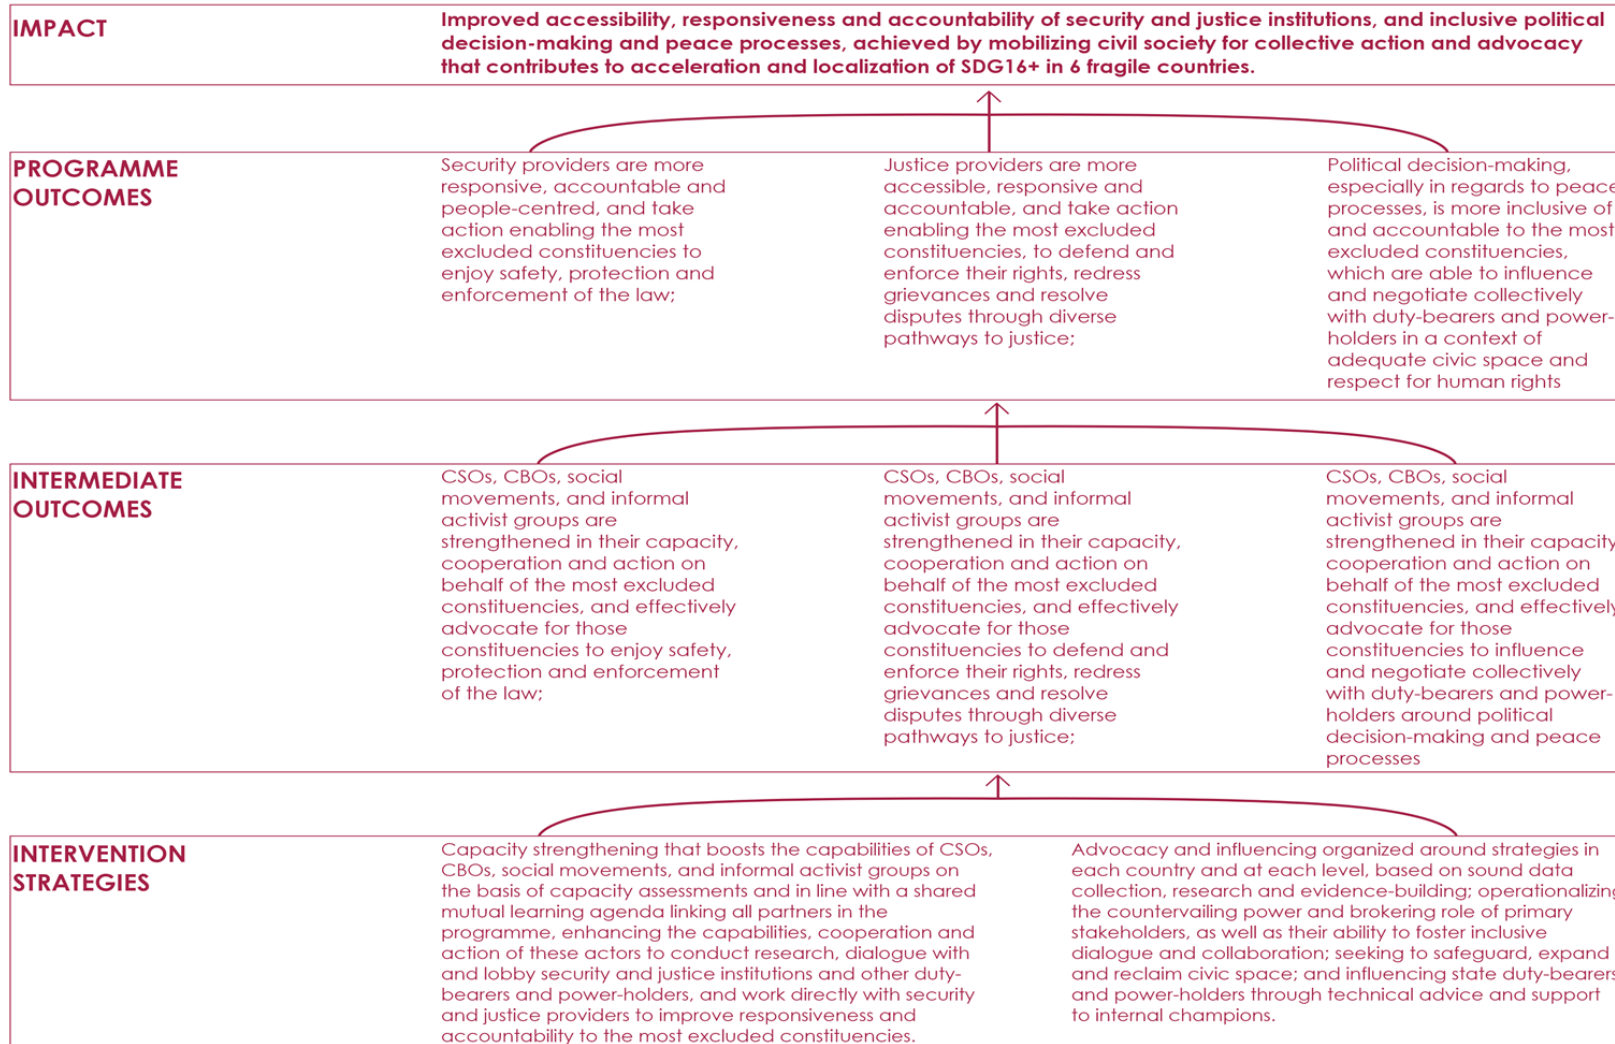 IMPACT
Improved accessibility, responsiveness and accountability of security and justice institutions, and inclusive political
decision-making and peace processes, achieved by mobilizing civil society for collective action and advocacy
that contributes to acceleration and localization of SDG16+ in 6 fragile countries.
PROGRAMME
OUTCOMES
Security providers are more
responsive, accountable and
people-centred, and take
action enabling the most
excluded constituencies to
enjoy safety, protection and
enforcement of the law;
Justice providers are more
accessible, responsive and
accountable, and take action
enabling the most excluded
constituencies, to defend and
enforce their rights, redress
grievances and resolve
disputes through diverse
pathways to justice;
Political decision-making,
especially in regards to peace
processes, is more inclusive of
and accountable to the most
excluded constituencies,
which are able to influence
and negotiate collectively
with duty-bearers and power-
holders in a context of
adequate civic space and
respect for human rights
INTERMEDIATE
OUTCOMES
CSOs, CBOs, social
movements, and informal
activist groups are
strengthened in their capacity,
cooperation and action on
behalf of the most excluded
constituencies, and effectively
advocate for those
constituencies to enjoy safety,
protection and enforcement
of the law;
CSOs, CBOs, social
movements, and informal
activist groups are
strengthened in their capacity,
cooperation and action on
behalf of the most excluded
constituencies, and effectively
advocate for those
constituencies to defend and
enforce their rights, redress
grievances and resolve
disputes through diverse
pathways to justice;
CSOs, CBOs, social
movements, and informal
activist groups are
strengthened in their capacity
cooperation and action on
behalf of the most excluded
constituencies, and effectively
advocate for those
constituencies to influence
and negotiate collectively
with duty-bearers and power-
holders around political
decision-making and peace
processes
INTERVENTION
STRATEGIES
Capacity strengthening that boosts the capabilities of CSOs,
CBOs, social movements, and informal activist groups on
the basis of capacity assessments and in line with a shared
mutual learning agenda linking all partners in the
programme, enhancing the capabilities, cooperation and
action of these actors to conduct research, dialogue with
and lobby security and justice institutions and other duty-
bearers and power-holders, and work directly with security
and justice providers to improve responsiveness and
accountability to the most excluded constituencies.
Advocacy and influencing organized around strategies in
each country and at each level, based on sound data
collection, research and evidence-building; operationalizing
the countervailing power and brokering role of primary
stakeholders, as well as their ability to foster inclusive
dialogue and collaboration; seeking to safeguard, expand
and reclaim civic space; and influencing state duty-bearers
and power-holders through technical advice and support
to internal champions.